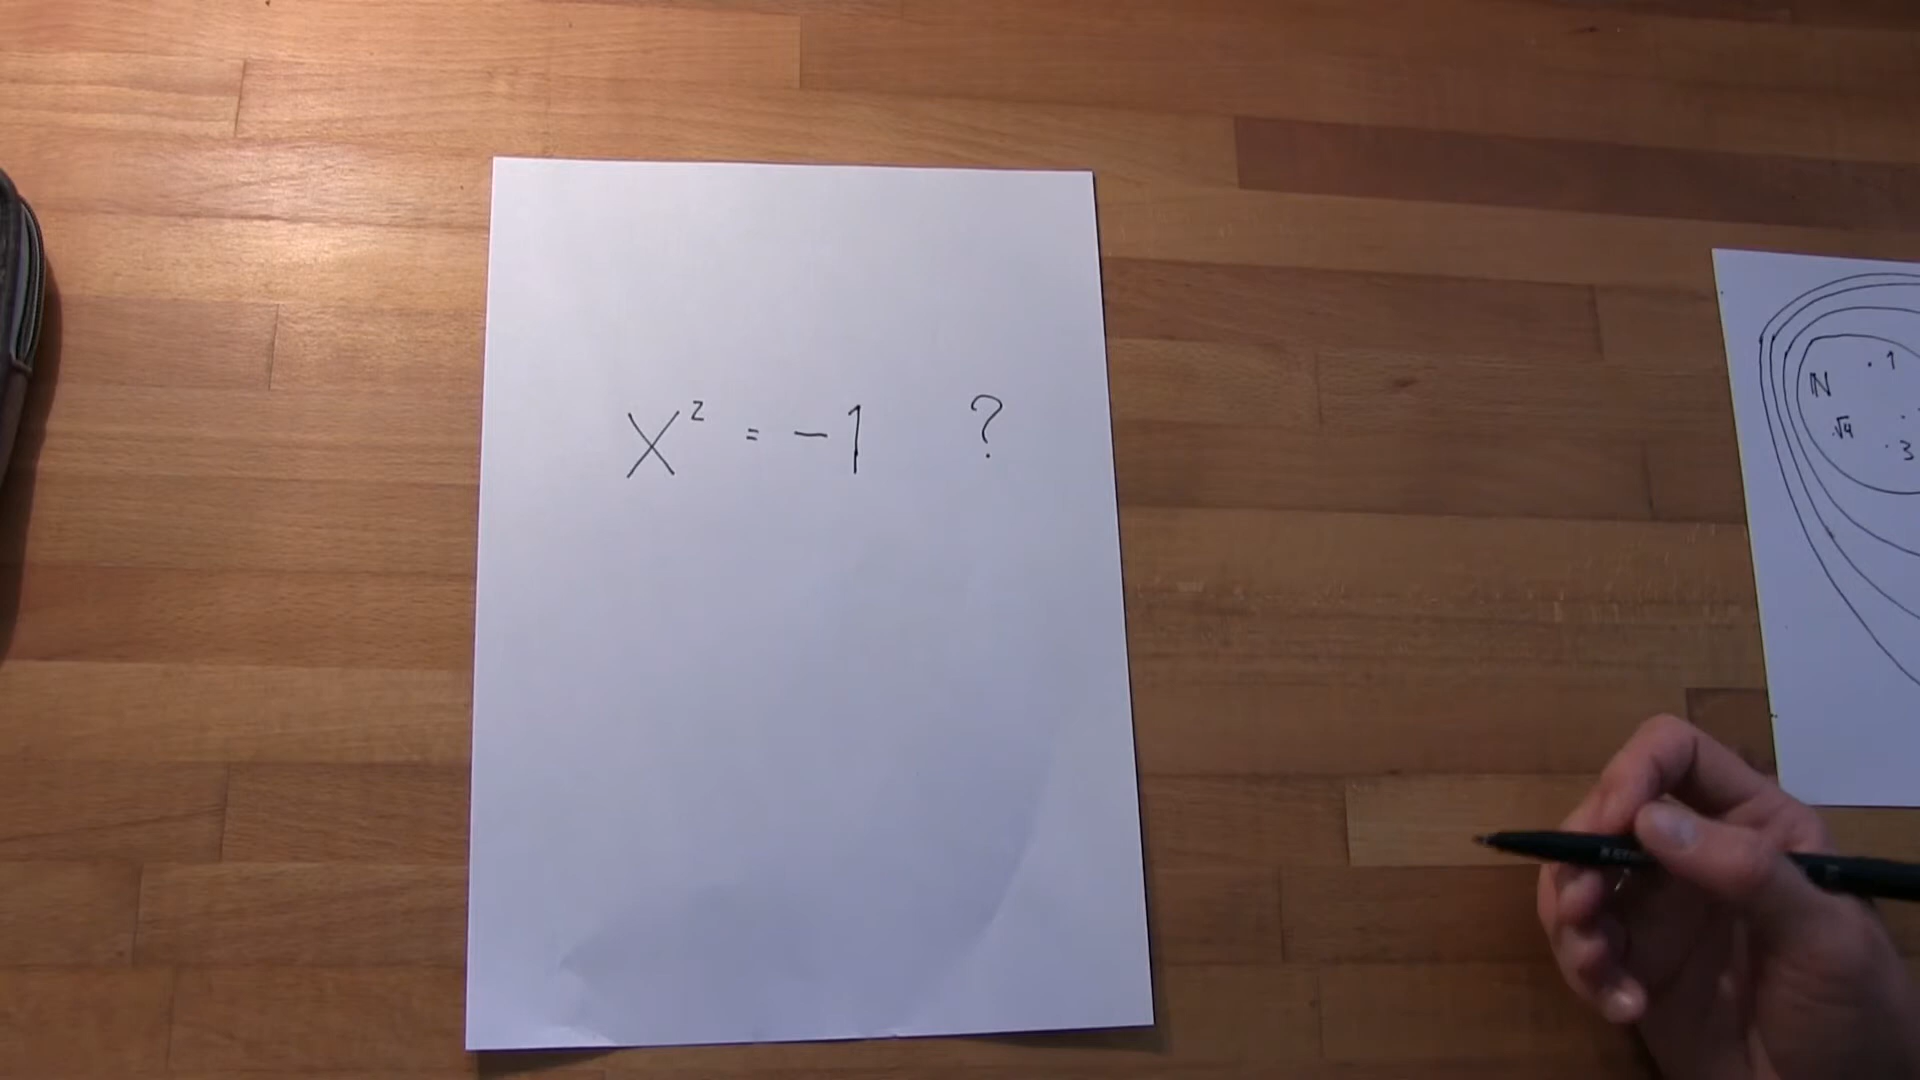 x² = -1 ?
ℕ
. 1
.√4
. 3